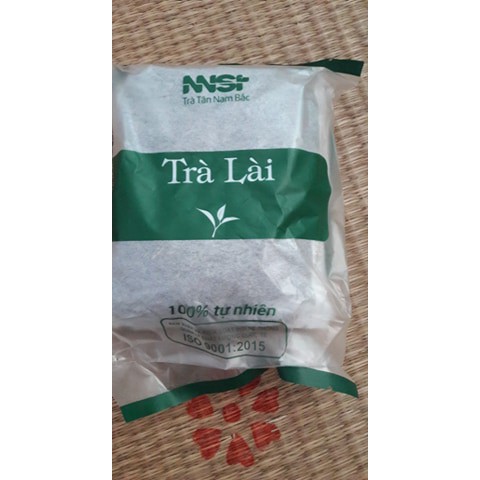 NNST
Trà Tân Nam Bắc
Trà Lài
100% tự nhiên
ISO 9001:2015